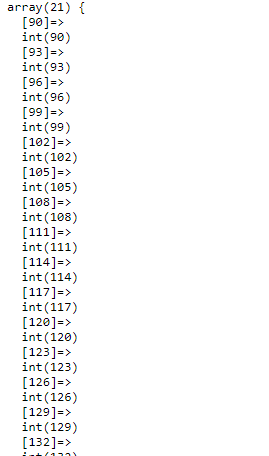 array(21) {
[90]=>
int(90)
[93]=>
int(93)
[96]=>
int(96)
[99]=>
int(99)
[102]=>
int(102)
[105]=>
int(105)
[108]=>
int(108)
[111]=>
int(111)
[114]=>
int(114)
[117]=>
int(117)
[120]=>
int(120)
[123]=>
int(123)
[126]=>
int(126)
[129]=>
int(129)
[132]=>